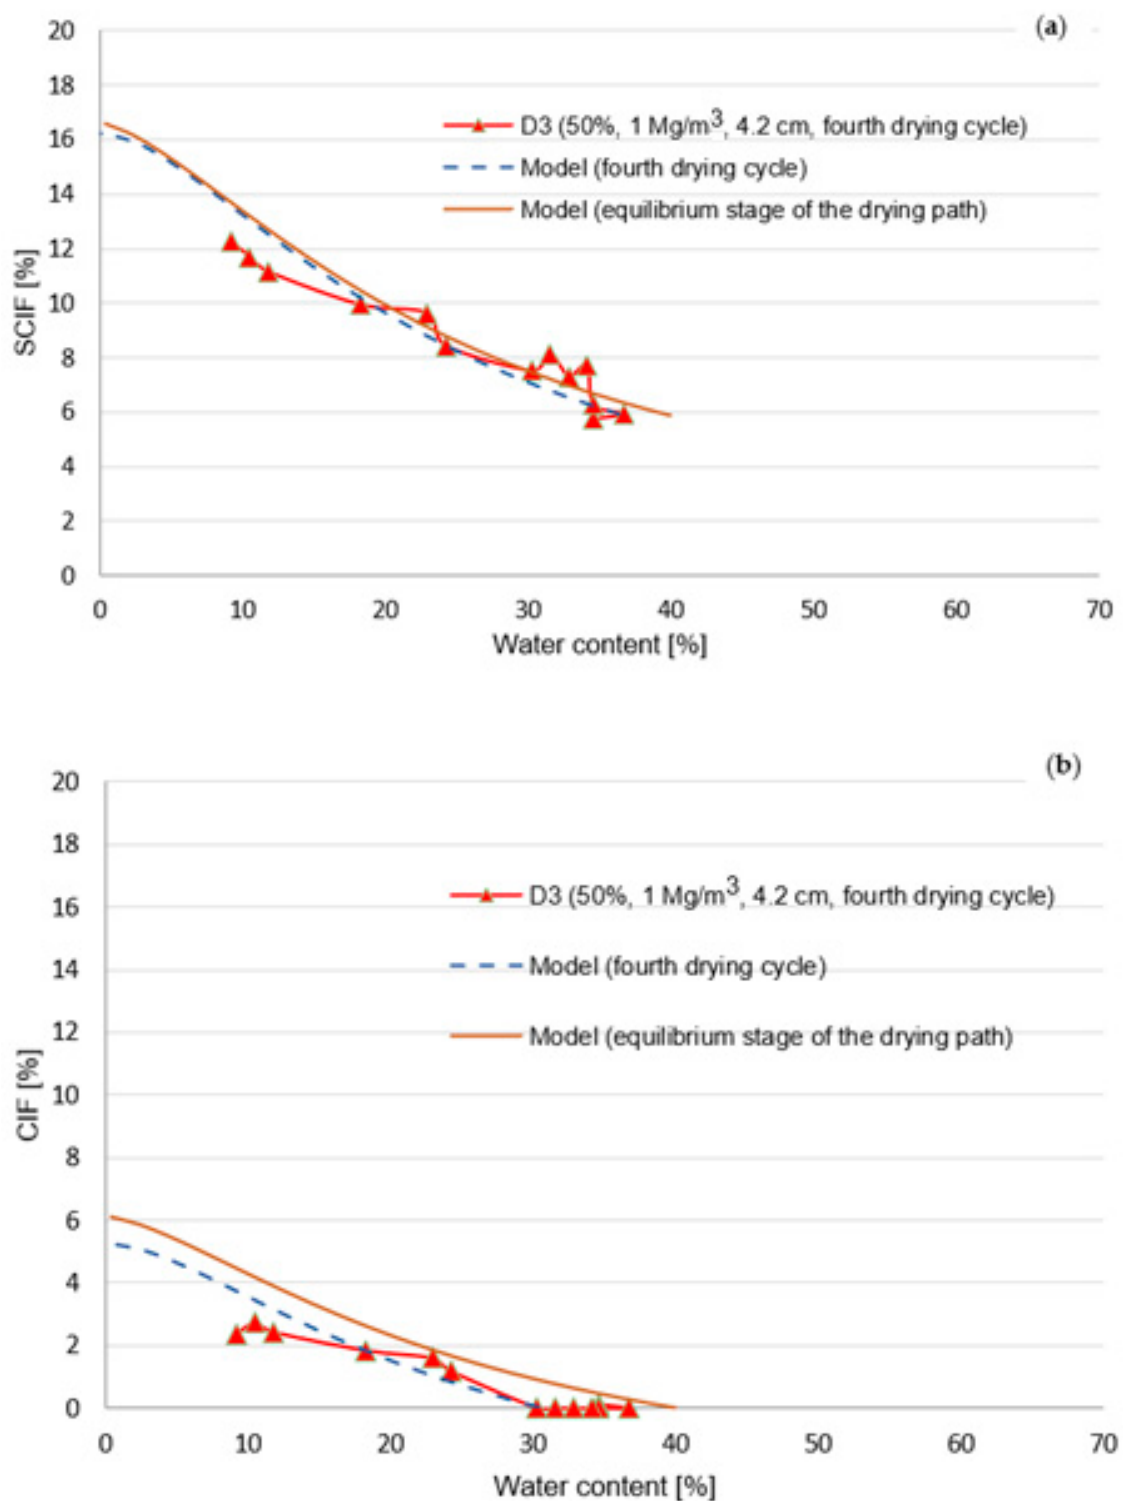 (a)
20
18
16
14
12
10
8
6
4
2
0
SCIF [%]
D3 (50%, 1 Mg/m³, 4.2 cm, fourth drying cycle)
Model (fourth drying cycle)
Model (equilibrium stage of the drying path)
0 10 20 30 40 50 60 70
Water content [%]
(b)
20
18
16
14
12
10
8
6
4
2
0
CIF [%]
D3 (50%, 1 Mg/m³, 4.2 cm, fourth drying cycle)
Model (fourth drying cycle)
Model (equilibrium stage of the drying path)
0 10 20 30 40 50 60 70
Water content [%]